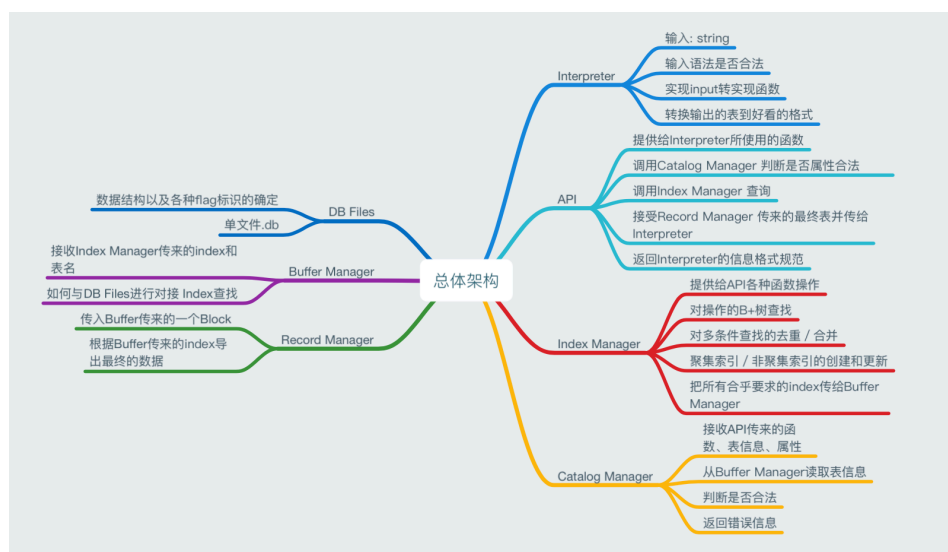 总体架构
Interpreter
输入: string
输入语法是否合法
实现input转实现函数
转换输出的表到好看的格式
API
提供给Interpreter所使用的函数
调用Catalog Manager 判断是否属性合法
调用Index Manager 查询
接受Record Manager 传来的最终表并传给
Interpreter
返回Interpreter的信息格式规范
Index Manager
提供给API各种函数操作
对操作的B+树查找
对多条件查找的去重 / 合并
聚集索引 / 非聚集索引的创建和更新
把所有合乎要求的index传给Buffer
Manager
Catalog Manager
接收API传来的函
数、表信息、属性
从Buffer Manager读取表信息
判断是否合法
返回错误信息
DB Files
数据结构以及各种flag标识的确定
单文件.db
Buffer Manager
接收Index Manager传来的index和
表名
如何与DB Files进行对接 Index查找
Record Manager
传入Buffer传来的一个Block
根据Buffer传来的index导
出最终的数据